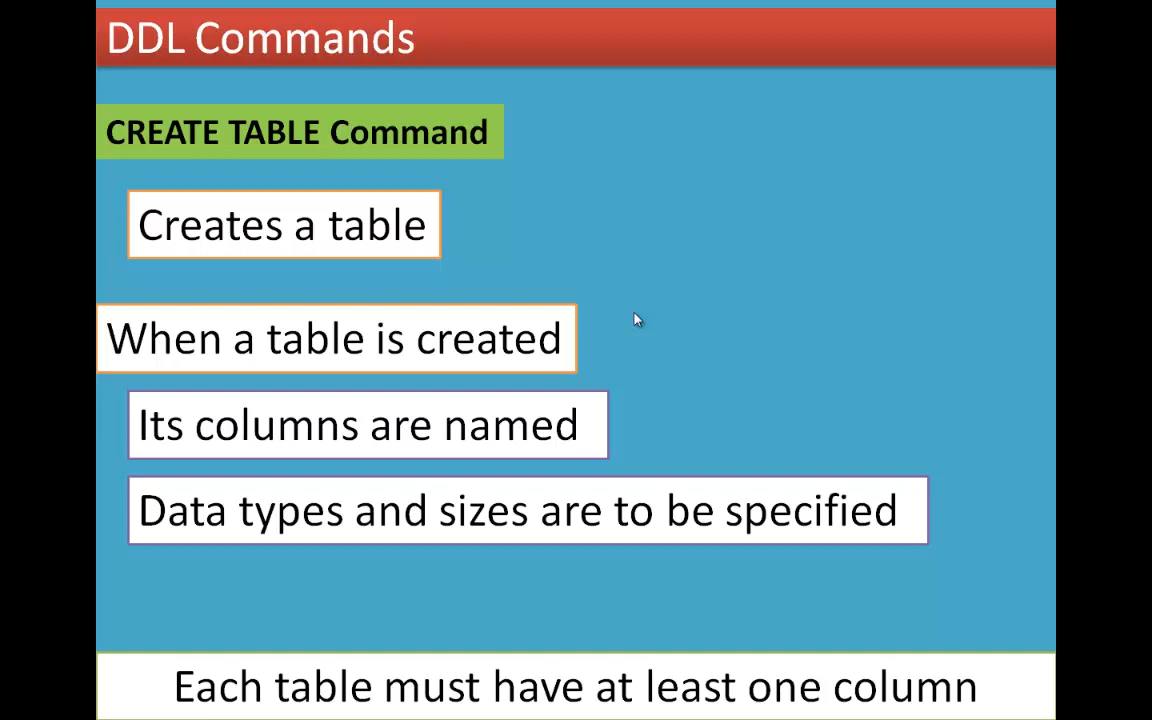 DDL Commands
CREATE TABLE Command
Creates a table
When a table is created
Its columns are named
Data types and sizes are to be specified
Each table must have at least one column